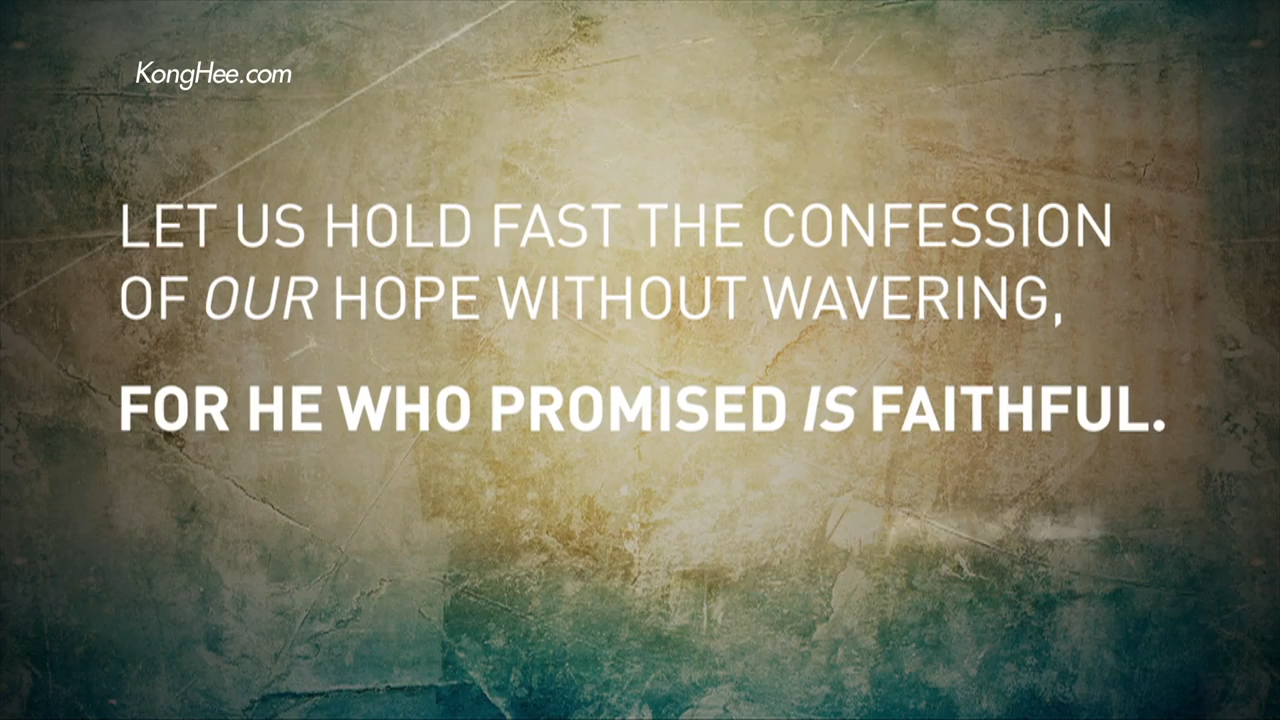 KongHee.com
LET US HOLD FAST THE CONFESSION
OF OUR HOPE WITHOUT WAVERING,
FOR HE WHO PROMISED IS FAITHFUL.